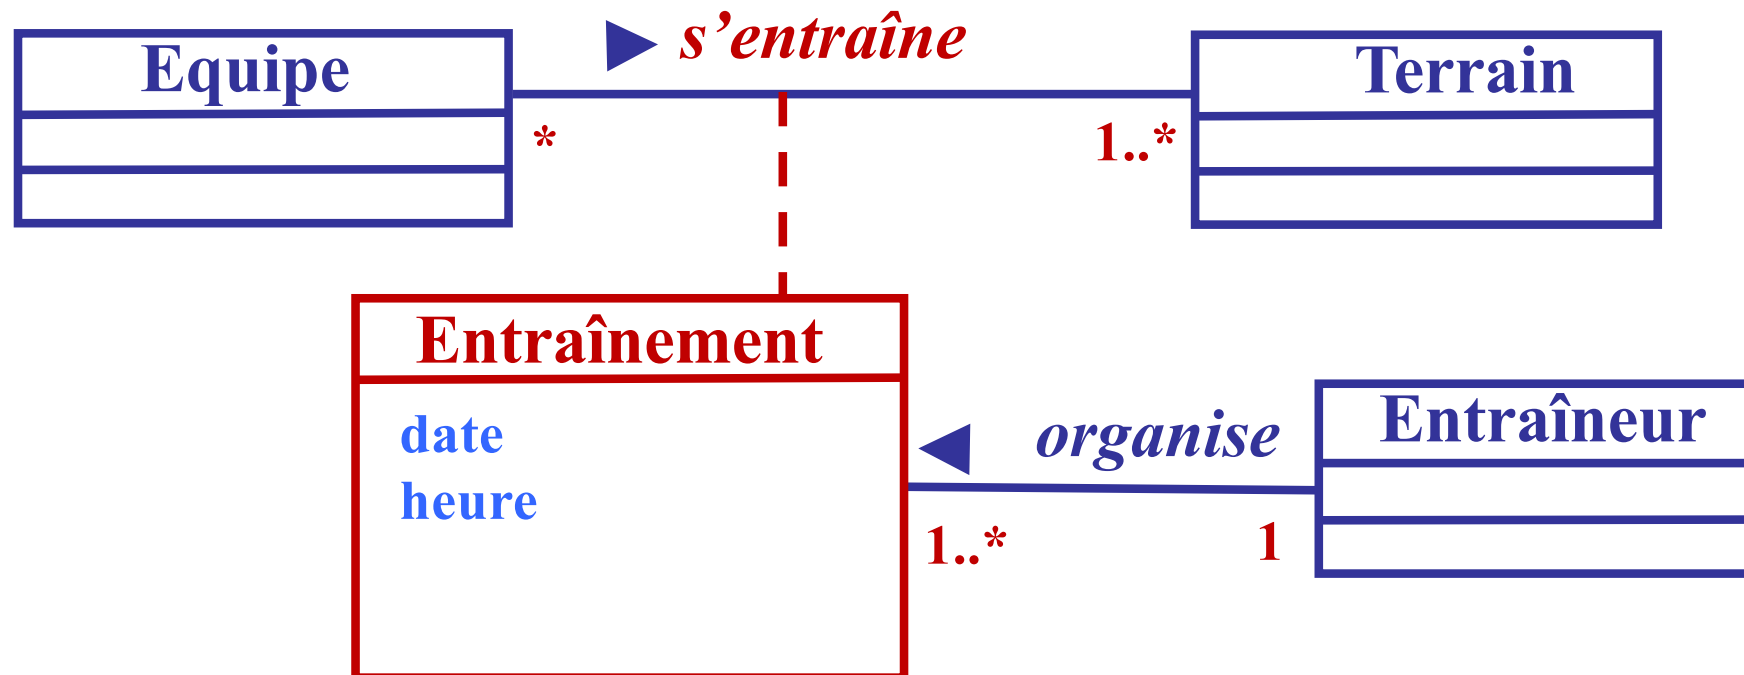 Equipe
s’entraîne
Terrain
*
1..*
Entraînement
date
heure
organise
Entraîneur
1..*
1